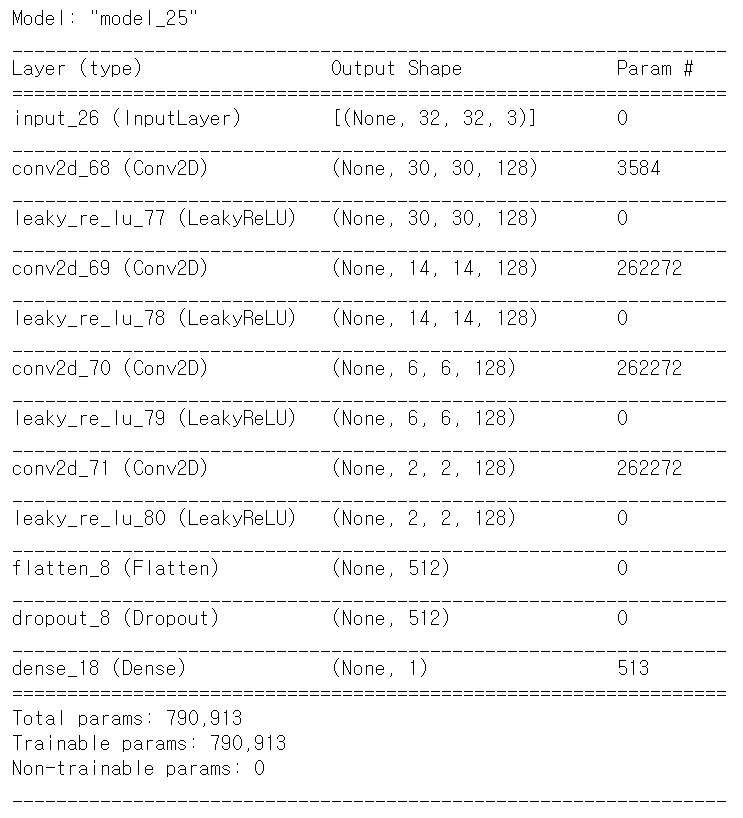 Model: "model_25"
_________________________________________________________________
Layer (type)                 Output Shape              Param #
=================================================================
input_26 (InputLayer)        [(None, 32, 32, 3)]       0
_________________________________________________________________
conv2d_68 (Conv2D)           (None, 30, 30, 128)       3584
_________________________________________________________________
leaky_re_lu_77 (LeakyReLU)   (None, 30, 30, 128)       0
_________________________________________________________________
conv2d_69 (Conv2D)           (None, 14, 14, 128)       262272
_________________________________________________________________
leaky_re_lu_78 (LeakyReLU)   (None, 14, 14, 128)       0
_________________________________________________________________
conv2d_70 (Conv2D)           (None, 6, 6, 128)         262272
_________________________________________________________________
leaky_re_lu_79 (LeakyReLU)   (None, 6, 6, 128)         0
_________________________________________________________________
conv2d_71 (Conv2D)           (None, 2, 2, 128)         262272
_________________________________________________________________
leaky_re_lu_80 (LeakyReLU)   (None, 2, 2, 128)         0
_________________________________________________________________
flatten_8 (Flatten)          (None, 512)               0
_________________________________________________________________
dropout_8 (Dropout)          (None, 512)               0
_________________________________________________________________
dense_18 (Dense)             (None, 1)                 513
=================================================================
Total params: 790,913
Trainable params: 790,913
Non-trainable params: 0
_________________________________________________________________